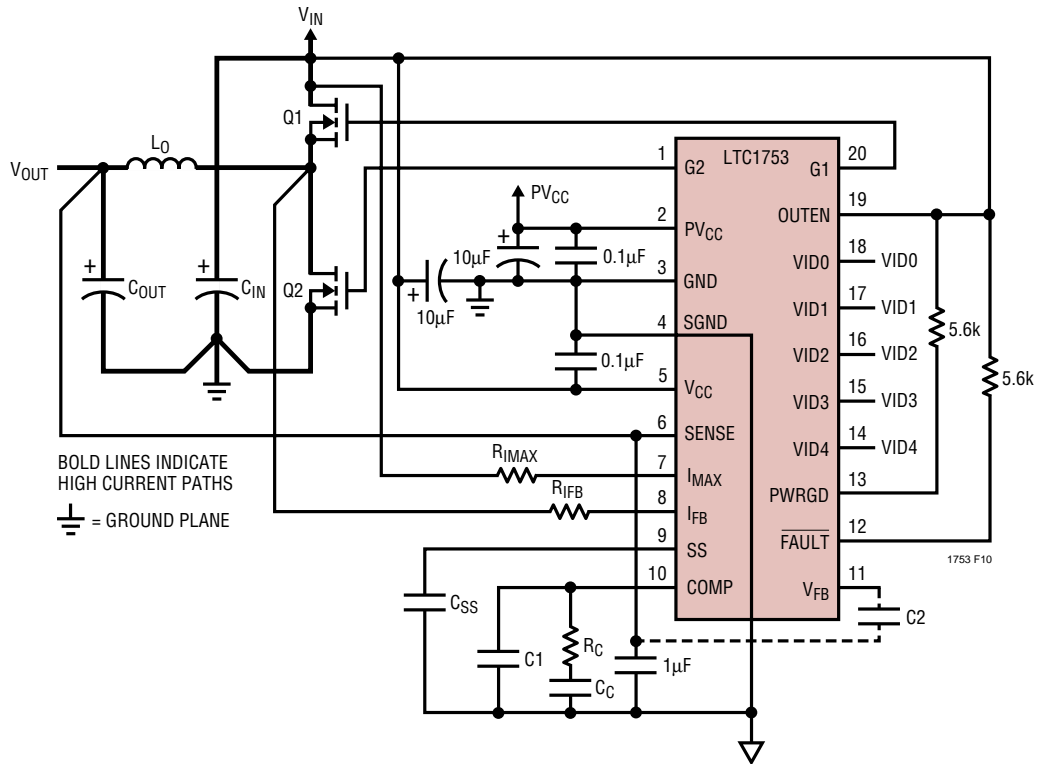 VIN
Q1
LO
VOUT
LTC1753
1
G2
G1
20
PVCC
OUTEN
19
2
PVCC
10µF
0.1µF
VID0
18
VID0
3
GND
+
COUT
+
CIN
Q2
+
10µF
+
VID1
17
VID1
4
SGND
5.6k
0.1µF
VID2
16
VID2
5.6k
5
VCC
VID3
15
VID3
6
SENSE
VID4
14
VID4
BOLD LINES INDICATE
HIGH CURRENT PATHS
RIMAX
7
IMAX
PWRGD
13
= GROUND PLANE
RIFB
8
IFB
FAULT
12
9
SS
1753 F10
10
COMP
VFB
11
CSS
C2
C1
RC
CC
1µF